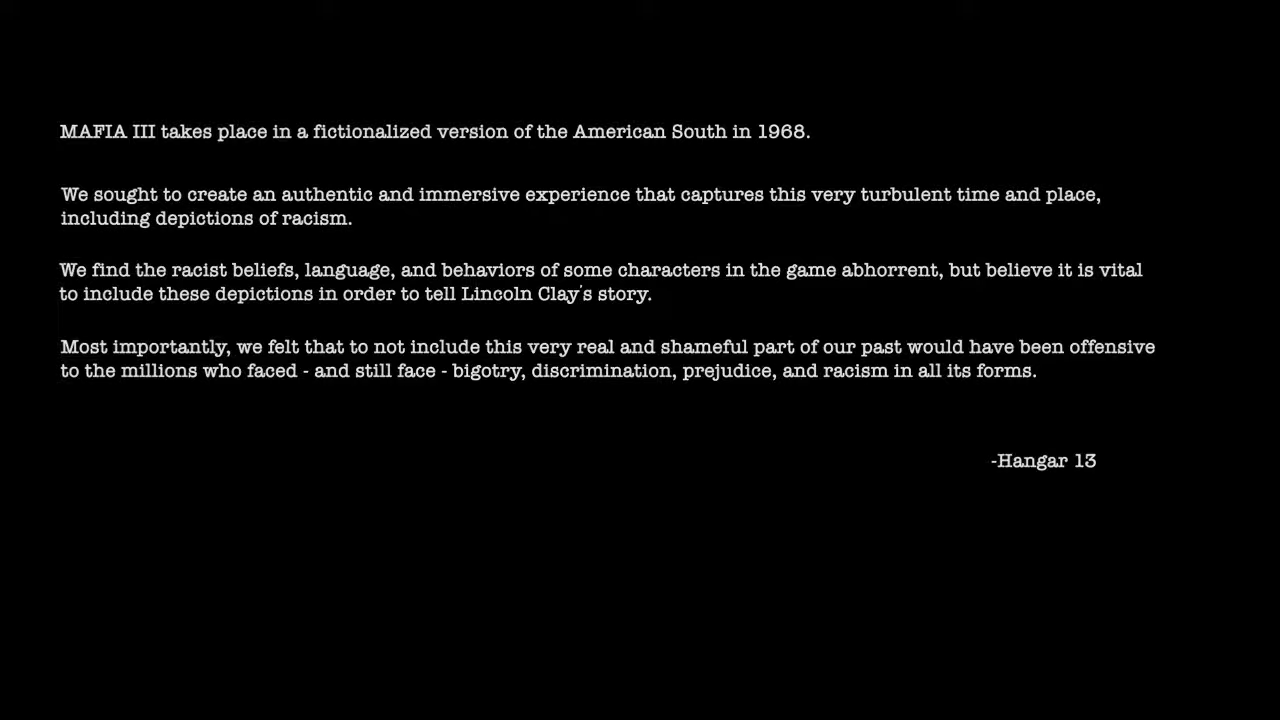 MAFIA III takes place in a fictionalized version of the American South in 1968.
We sought to create an authentic and immersive experience that captures this very turbulent time and place,
including depictions of racism.
We find the racist beliefs, language, and behaviors of some characters in the game abhorrent, but believe it is vital
to include these depictions in order to tell Lincoln Clay's story.
Most importantly, we felt that to not include this very real and shameful part of our past would have been offensive
to the millions who faced - and still face - bigotry, discrimination, prejudice, and racism in all its forms.
-Hangar 13